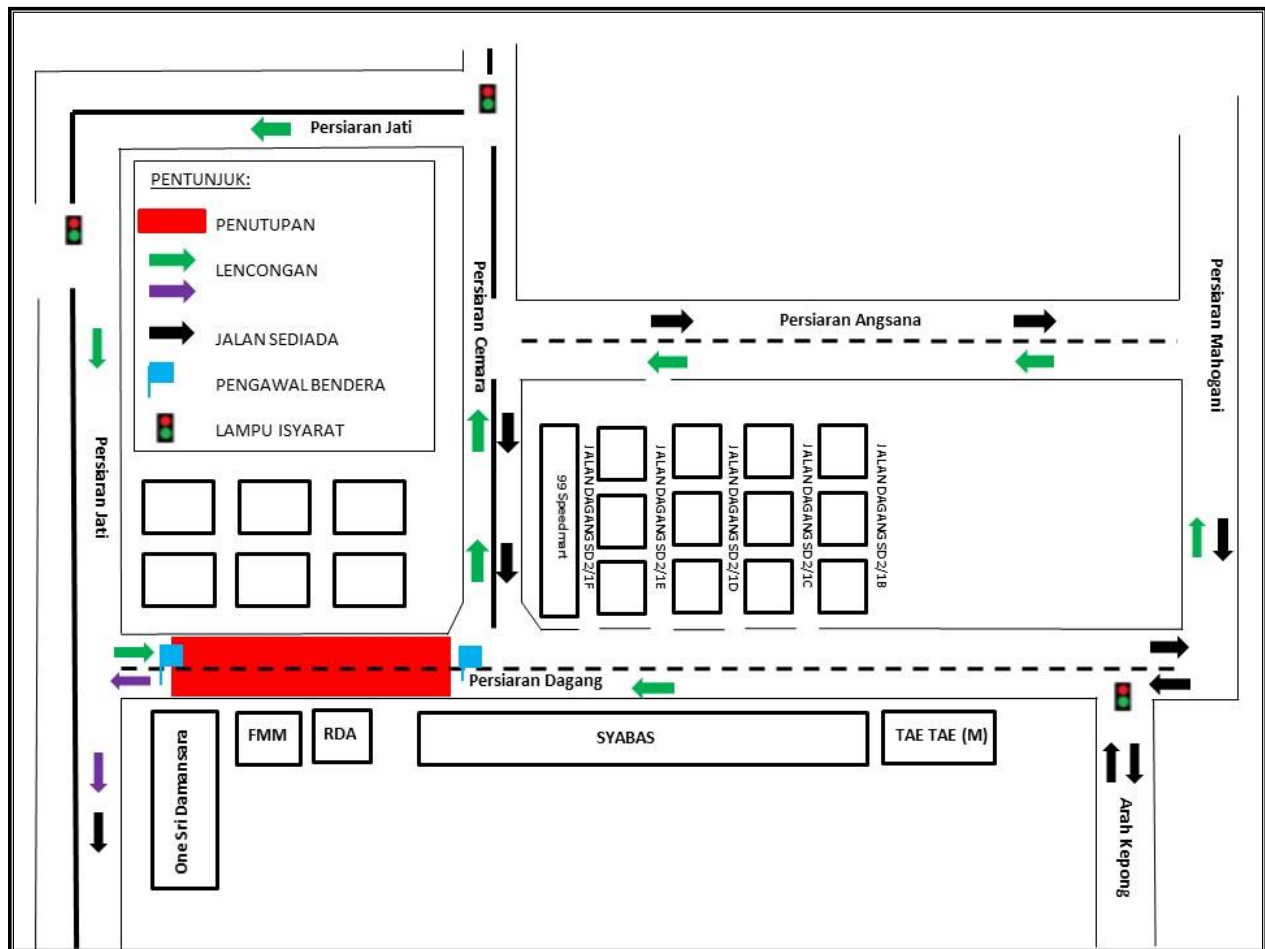 Persiaran Jati
PENTUNJUK:
PENUTUPAN
LENCONGAN
JALAN SEDIADA
PENGAWAL BENDERA
LAMPU ISYARAT
Persiaran Cemara
Persiaran Angsana
Persiaran Mahogani
Persiaran Jati
99 Speedmart
JALAN DAGANG SD 2/1F
JALAN DAGANG SD 2/1E
JALAN DAGANG SD 2/1D
JALAN DAGANG SD 2/1C
JALAN DAGANG SD 2/1B
Persiaran Dagang
One Sri Damansara
FMM
RDA
SYABAS
TAE TAE (M)
Arah Kepong